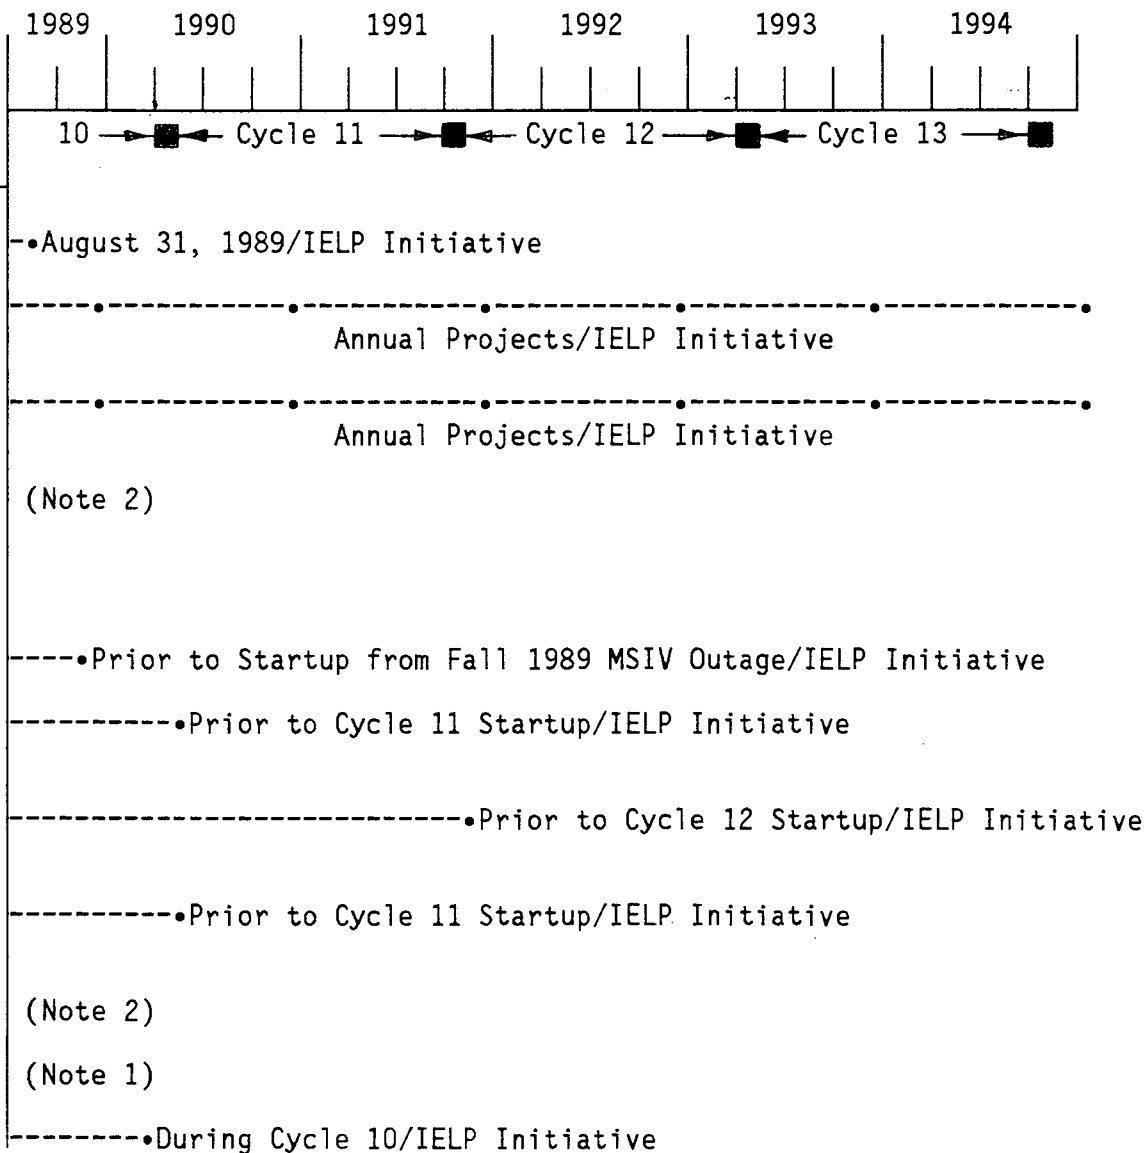 1989 1990 1991 1992 1993 1994
10 Cycle 11 Cycle 12 Cycle 13
August 31, 1989/IELP Initiative
Annual Projects/IELP Initiative
Annual Projects/IELP Initiative
(Note 2)
Prior to Startup from Fall 1989 MSIV Outage/IELP Initiative
Prior to Cycle 11 Startup/IELP Initiative
Prior to Cycle 12 Startup/IELP Initiative
Prior to Cycle 11 Startup/IELP Initiative
(Note 2)
(Note 1)
During Cycle 10/IELP Initiative